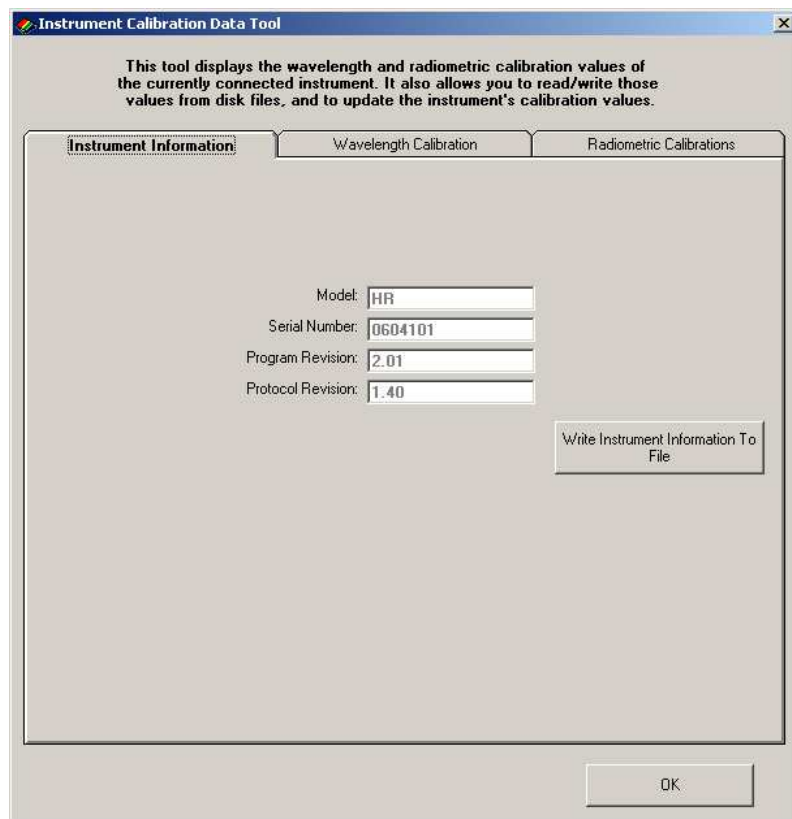 Instrument Calibration Data Tool
This tool displays the wavelength and radiometric calibration values of
the currently connected instrument. It also allows you to read/write those
values from disk files, and to update the instrument's calibration values.
Instrument Information
Wavelength Calibration
Radiometric Calibrations
Model: HR
Serial Number: 0604101
Program Revision: 2.01
Protocol Revision: 1.40
Write Instrument Information To
File
OK